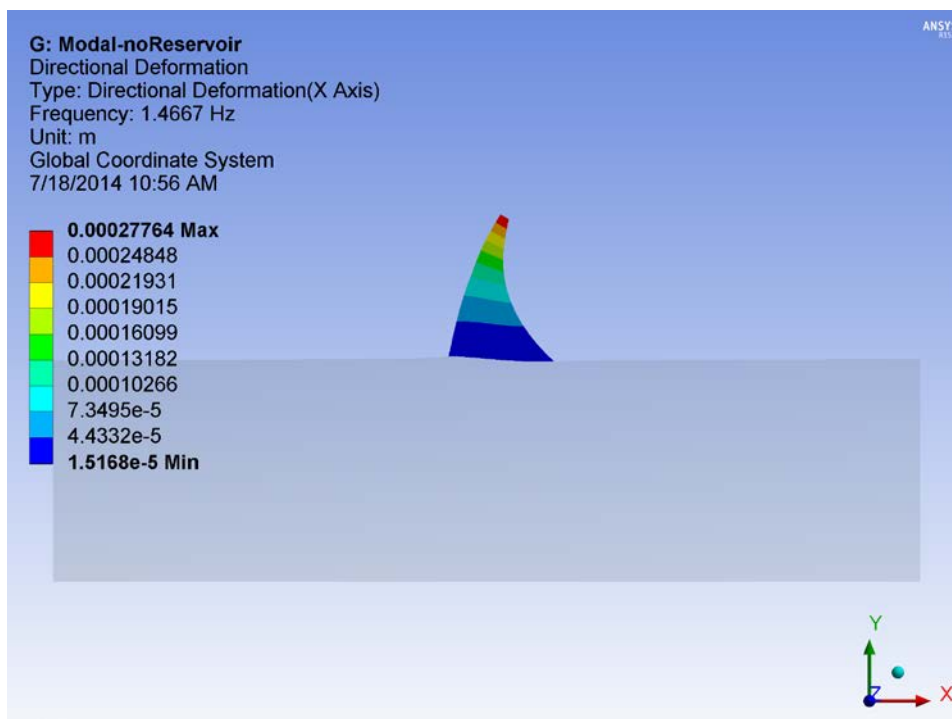 ANSY
G: Modal-noReservoir
Directional Deformation
Type: Directional Deformation(X Axis)
Frequency: 1.4667 Hz
Unit: m
Global Coordinate System
7/18/2014 10:56 AM
0.00027764 Max
0.00024848
0.00021931
0.00019015
0.00016099
0.00013182
0.00010266
7.3495e-5
4.4332e-5
1.5168e-5 Min
Y
Z
X